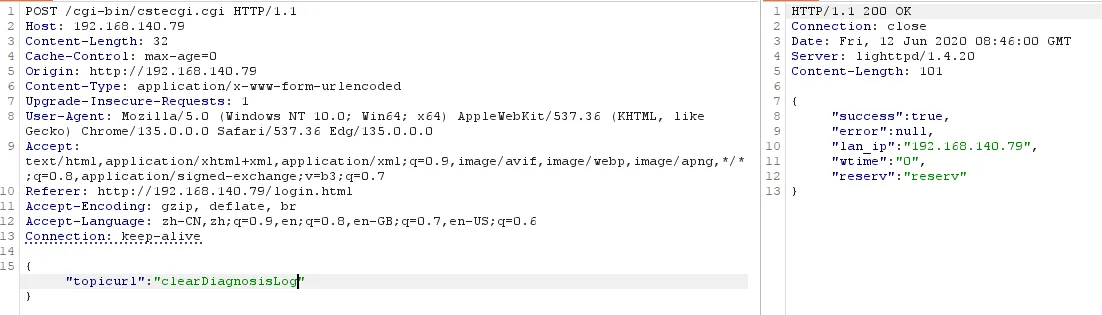 1 POST /cgi-bin/cstecgi.cgi HTTP/1.1
2 Host: 192.168.140.79
3 Content-Length: 32
4 Cache-Control: max-age=0
5 Origin: http://192.168.140.79
6 Content-Type: application/x-www-form-urlencoded
7 Upgrade-Insecure-Requests: 1
8 User-Agent: Mozilla/5.0 (Windows NT 10.0; Win64; x64) AppleWebKit/537.36 (KHTML, like
Gecko) Chrome/135.0.0.0 Safari/537.36 Edg/135.0.0.0
9 Accept:
text/html,application/xhtml+xml,application/xml;q=0.9,image/avif,image/webp,image/apng,*/*
;q=0.8,application/signed-exchange;v=b3;q=0.7
10 Referer: http://192.168.140.79/login.html
11 Accept-Encoding: gzip, deflate, br
12 Accept-Language: zh-CN,zh;q=0.9,en;q=0.8,en-GB;q=0.7,en-US;q=0.6
13 Connection: keep-alive
14
15 {
"topicurl":"clearDiagnosisLog"
}
1 HTTP/1.1 200 OK
2 Connection: close
3 Date: Fri, 12 Jun 2020 08:46:00 GMT
4 Server: lighttpd/1.4.20
5 Content-Length: 101
6
7 {
8 "success":true,
9 "error":null,
10 "lan_ip":"192.168.140.79",
11 "wtime":"0",
12 "reserv":"reserv"
13 }